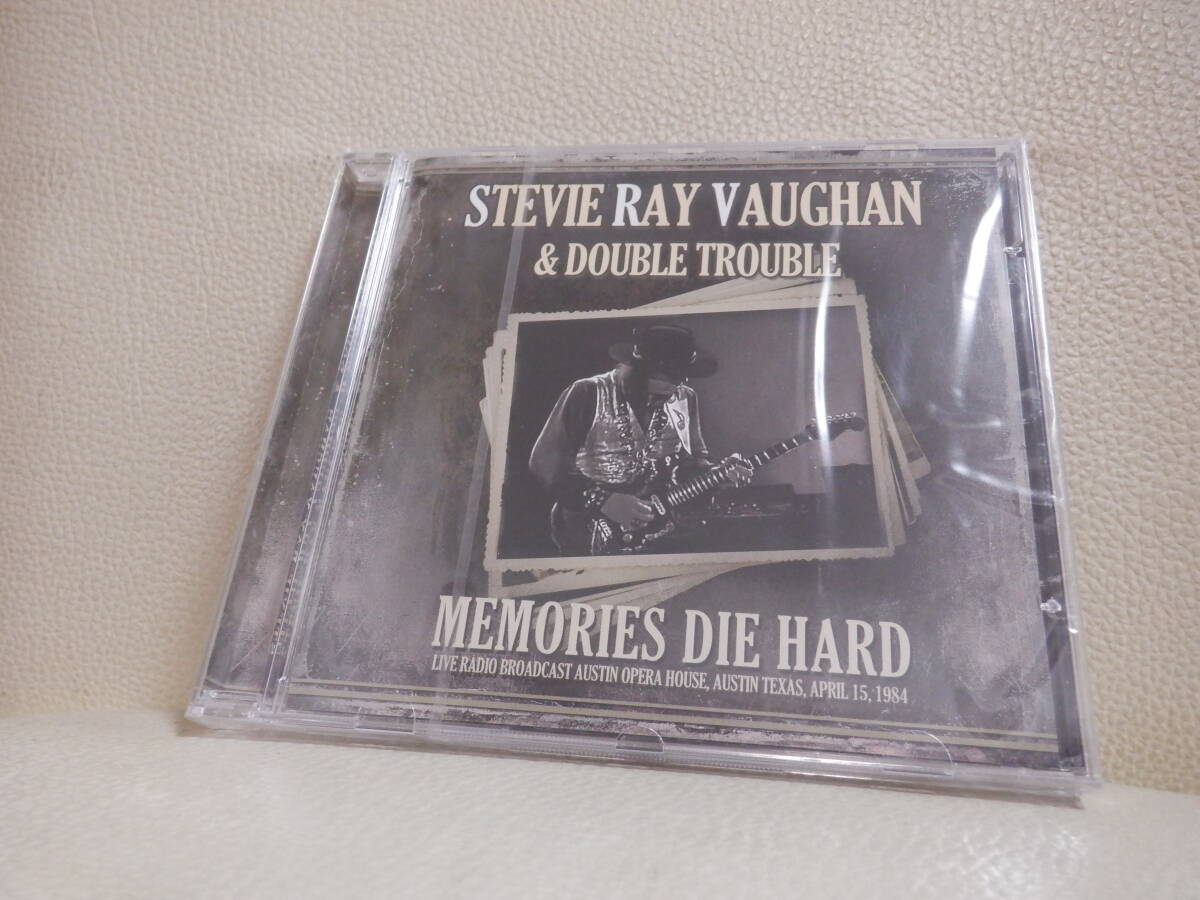 STEVIE RAY VAUGHAN
& DOUBLE TROUBLE
MEMORIES DIE HARD
LIVE RADIO BROADCAST AUSTIN OPERA HOUSE, AUSTIN TEXAS, APRIL 15, 1984